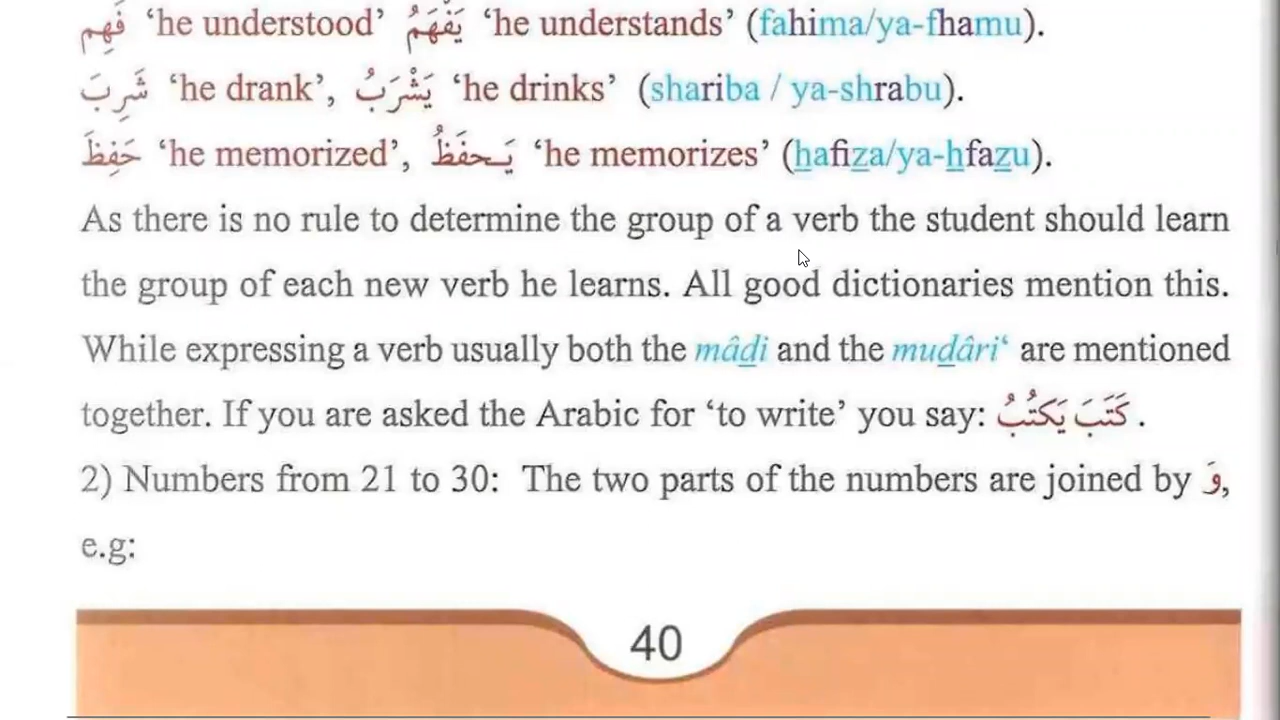 فَهِم ‘he understood’ يَفْهَمُ ‘he understands’ (fahima/ya-fhamu).
شَرِبَ ‘he drank’, يَشْرَبُ ‘he drinks’ (shariba / ya-shrabu).
حَفِظَ ‘he memorized’, يَـحفَظُ ‘he memorizes’ (hafiza/ya-hfazu).
As there is no rule to determine the group of a verb the student should learn
the group of each new verb he learns. All good dictionaries mention this.
While expressing a verb usually both the mâdi and the mudâri‘ are mentioned
together. If you are asked the Arabic for ‘to write’ you say: كَتَبَ يَكتُبُ .
2) Numbers from 21 to 30: The two parts of the numbers are joined by وَ,
e.g:
40